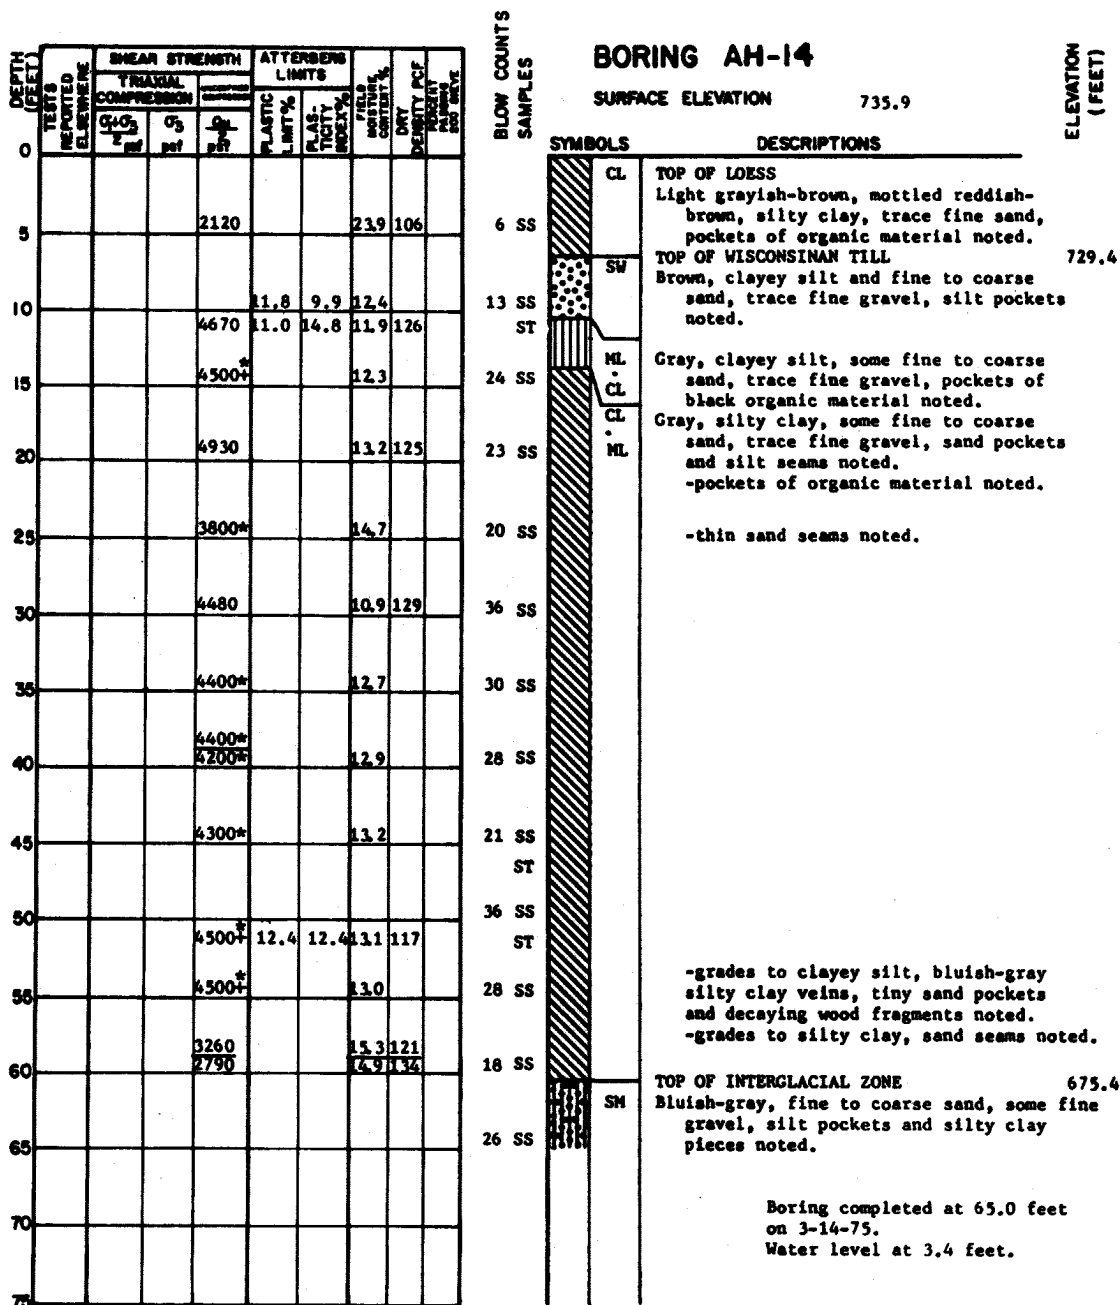 BORING AH-14
SURFACE ELEVATION 735.9
DEPTH (FEET)
TESTS REPORTED ELSEWHERE
SHEAR STRENGTH
TRIAXIAL COMPRESSION
psf
psf
ATTERBERG LIMITS
PLASTIC LIMIT %
PLAS-TICITY INDEX %
FIELD MOISTURE CONTENT %
DRY DENSITY PCF
PERCENT PASSING SIEVE
BLOW COUNTS
SAMPLES
SYMBOLS
DESCRIPTIONS
ELEVATION (FEET)
0
CL TOP OF LOESS
Light grayish-brown, mottled reddish-
brown, silty clay, trace fine sand,
2120 23.9 106 6 SS
5
pockets of organic material noted.
TOP OF WISCONSINAN TILL 729.4
SW
Brown, clayey silt and fine to coarse
sand, trace fine gravel, silt pockets
11.8 9.9 12.4 13 SS
10
noted.
4670 11.0 14.8 11.9 126 ST
ML Gray, clayey silt, some fine to coarse
4500+* 12.3 24 SS
15
sand, trace fine gravel, pockets of
CL
black organic material noted.
CL Gray, silty clay, some fine to coarse
4930 13.2 125 23 SS
20
ML
sand, trace fine gravel, sand pockets
and silt seams noted.
-pockets of organic material noted.
3800* 14.7 20 SS
25
-thin sand seams noted.
4480 10.9 129 36 SS
30
4400* 12.7 30 SS
35
4400*
4200* 12.9 28 SS
40
4300* 13.2 21 SS
45
ST
36 SS
50
4500+* 12.4 12.4 13.1 117 ST
-grades to clayey silt, bluish-gray
4500+* 13.0 28 SS
55
silty clay veins, tiny sand pockets
and decaying wood fragments noted.
-grades to silty clay, sand seams noted.
3260 15.3 121
2790 14.9 134 18 SS
60
TOP OF INTERGLACIAL ZONE 675.4
SM Bluish-gray, fine to coarse sand, some fine
gravel, silt pockets and silty clay
26 SS
65
pieces noted.
Boring completed at 65.0 feet
70
on 3-14-75.
Water level at 3.4 feet.
75